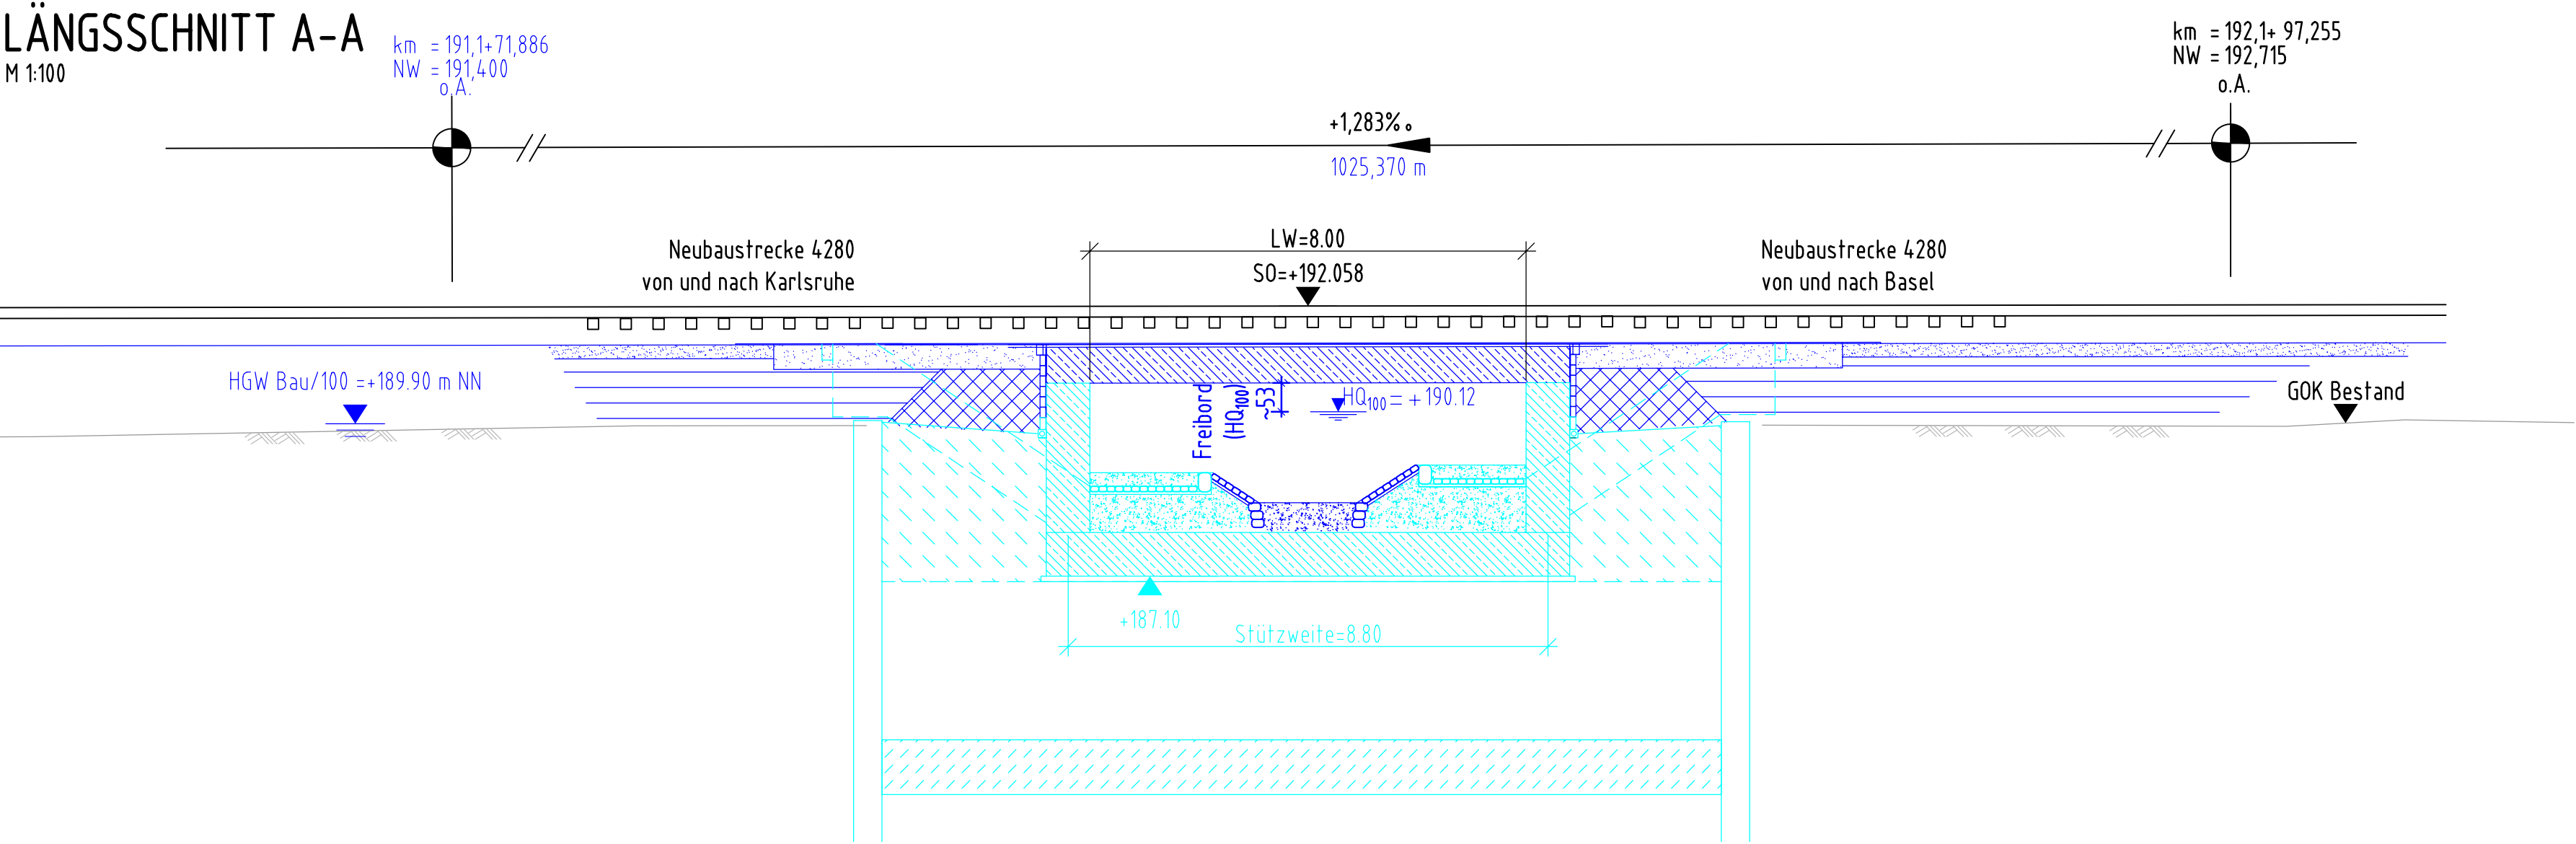 LÄNGSSCHNITT A-A
M 1:100
km = 191,1+71,886
NW = 191,400
o.A.
km = 192,1+ 97,255
NW = 192,715
o.A.
+1,283%o
1025,370 m
Neubaustrecke 4280
von und nach Karlsruhe
LW=8.00
SO=+192.058
Neubaustrecke 4280
von und nach Basel
HGW Bau/100 =+189.90 m NN
Freibord
(HQ100)
~53
HQ100 = +190.12
GOK Bestand
+187.10
Stützweite=8.80